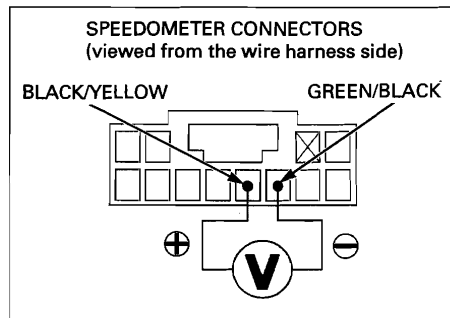 SPEEDOMETER CONNECTORS
(viewed from the wire harness side)
BLACK/YELLOW
GREEN/BLACK
+
V
−